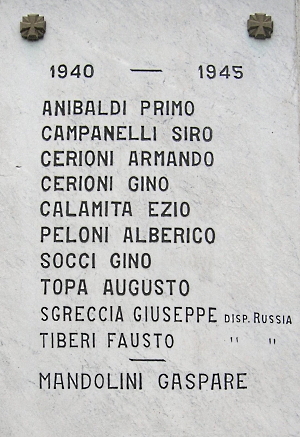 1940 — 1945
ANIBALDI PRIMO
CAMPANELLI SIRO
CERIONI ARMANDO
CERIONI GINO
CALAMITA EZIO
PELONI ALBERICO
SOCCI GINO
TOPA AUGUSTO
SGRECCIA GIUSEPPE DISP. RUSSIA
TIBERI FAUSTO " "
MANDOLINI GASPARE